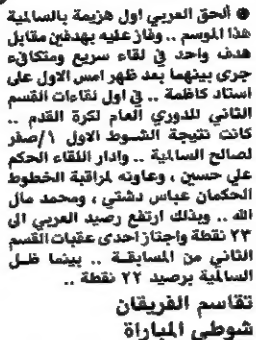 ● ألحق العربي اول هزيمة بالسالمية
هذا الموسم .. وفاز عليه بهدفين مقابل
هدف واحد في لقاء سريع ومتكافىء
جرى بينهما بعد ظهر امس الاول على
استاد كاظمة .. في اول لقاءات القسم
الثاني للدوري العام لكرة القدم ..
كانت نتيجة الشوط الاول ١/صفر
لصالح السالمية .. وادار اللقاء الحكم
علي حسين ، وعاونه لمراقبة الخطوط
الحكمان عباس دشتي ، ومحمد مال
الله .. وبذلك ارتفع رصيد العربي الى
٢٣ نقطة واجتاز احدى عقبات القسم
الثاني من المسابقة .. بينما ظل
السالمية برصيد ٢٢ نقطة ..
تقاسم الفريقان
شوطي المباراة